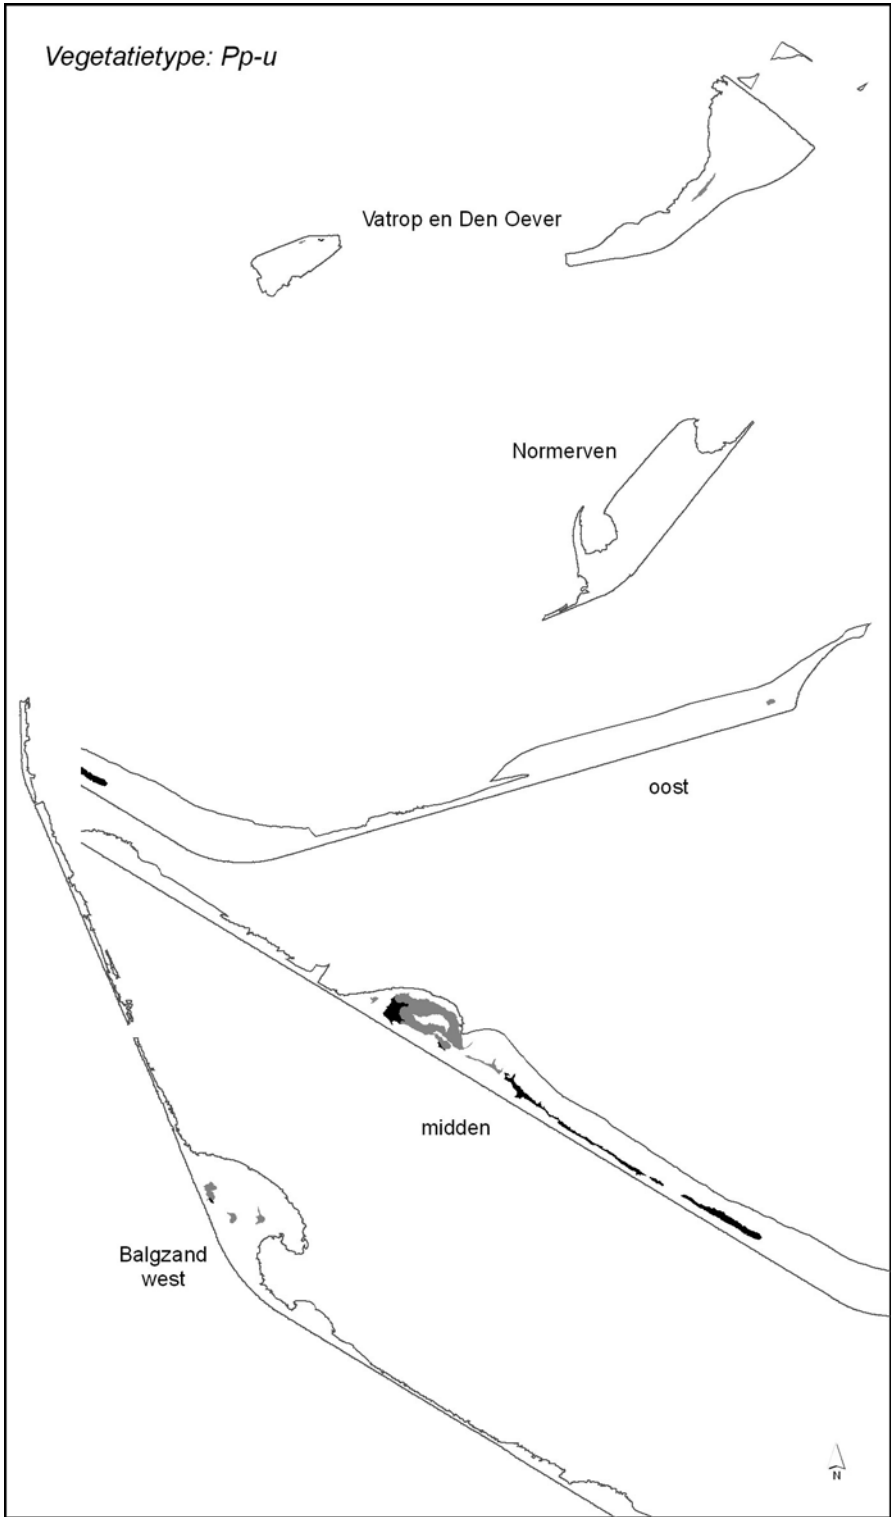 Vegetatietype: Pp-u
Vatrop en Den Oever
Normerven
oost
midden
Balgzand
west
N